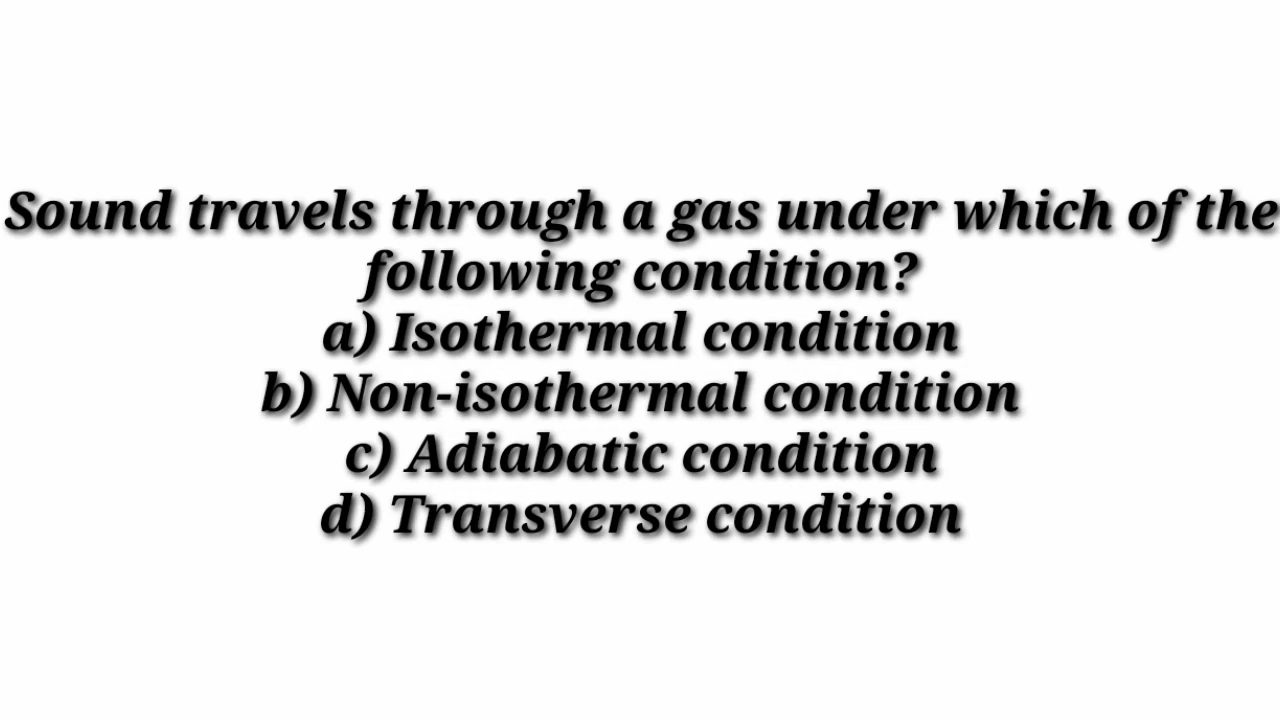 Sound travels through a gas under which of the
following condition?
a) Isothermal condition
b) Non-isothermal condition
c) Adiabatic condition
d) Transverse condition